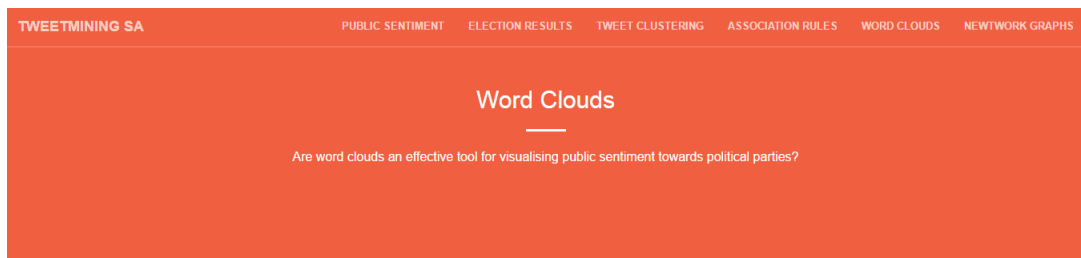 TWEETMINING SA PUBLIC SENTIMENT ELECTION RESULTS TWEET CLUSTERING ASSOCIATION RULES WORD CLOUDS NEWTWORK GRAPHS
Word Clouds
Are word clouds an effective tool for visualising public sentiment towards political parties?